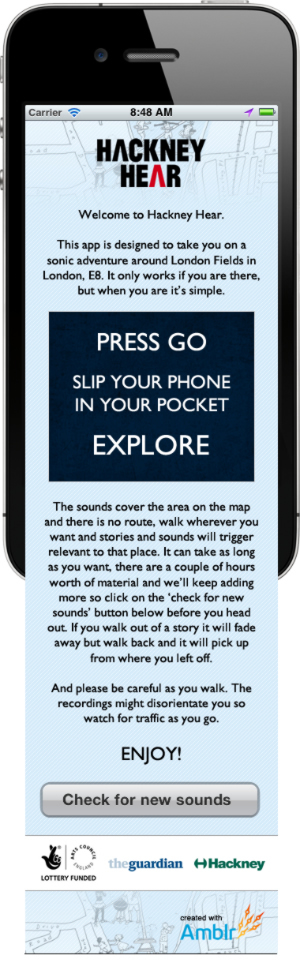 Carrier 8:48 AM
HACKNEY
HEAR
Welcome to Hackney Hear.
This app is designed to take you on a
sonic adventure around London Fields in
London, E8. It only works if you are there,
but when you are it's simple.
PRESS GO
SLIP YOUR PHONE
IN YOUR POCKET
EXPLORE
The sounds cover the area on the map
and there is no route, walk wherever you
want and stories and sounds will trigger
relevant to that place. It can take as long
as you want, there are a couple of hours
worth of material and we'll keep adding
more so click on the 'check for new
sounds' button below before you head
out. If you walk out of a story it will fade
away but walk back and it will pick up
from where you left off.
And please be careful as you walk. The
recordings might disorientate you so
watch for traffic as you go.
ENJOY!
Check for new sounds
ARTS COUNCIL
ENGLAND
LOTTERY FUNDED
theguardian
Hackney
created with
Amblr